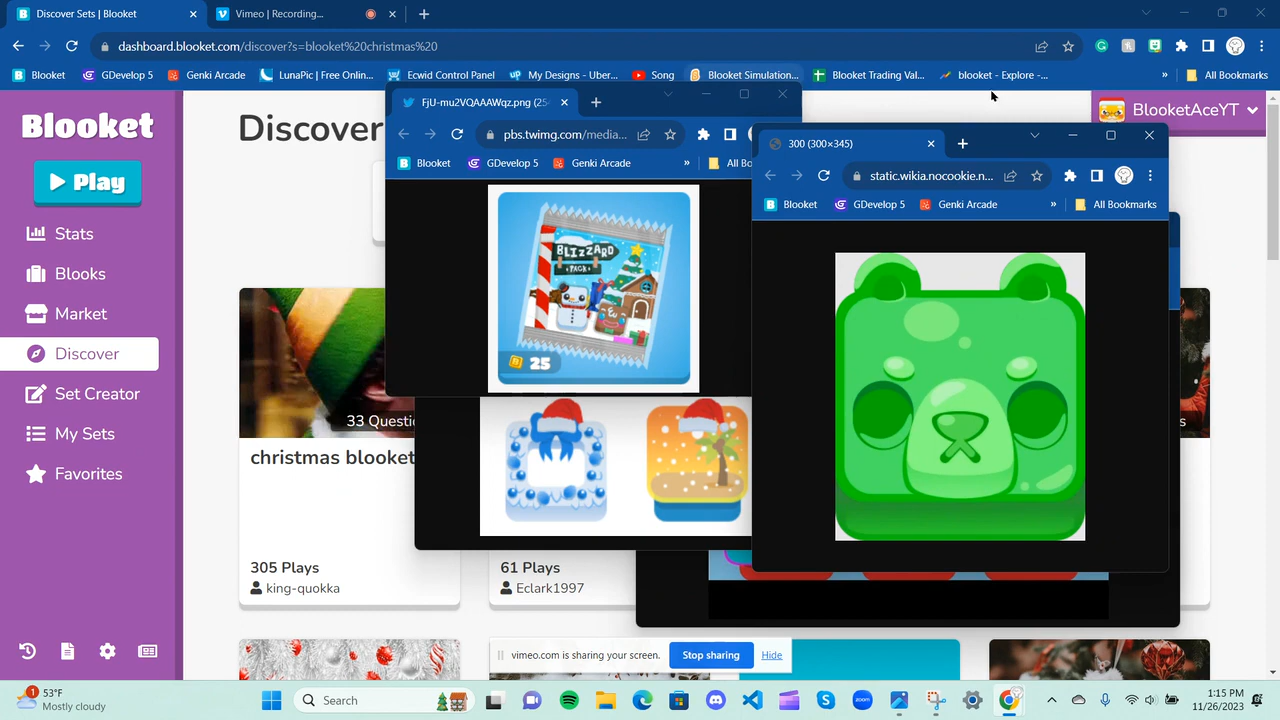 Discover Sets | Blooket
Vimeo | Recording...
dashboard.blooket.com/discover?s=blooket%20christmas%20
Blooket
GDevelop 5
Genki Arcade
LunaPic | Free Onlin...
Ecwid Control Panel
My Designs - Uber...
Song
Blooket Simulation...
Blooket Trading Val...
blooket - Explore -...
»
All Bookmarks
Blooket
Play
Stats
Blooks
Market
Discover
Set Creator
My Sets
Favorites
Discover
BlooketAceYT
FjU-mu2VQAAAWqz.png (25
pbs.twimg.com/media...
Blooket
GDevelop 5
Genki Arcade
»
All Bo
BLIZZARD
PACK
25
300 (300×345)
static.wikia.nocookie.n...
Blooket
GDevelop 5
Genki Arcade
»
All Bookmarks
33 Questi
christmas blooket
305 Plays
king-quokka
61 Plays
Eclark1997
s
vimeo.com is sharing your screen.
Stop sharing
Hide
1
53°F
Mostly cloudy
Search
zoom
1:15 PM
11/26/2023